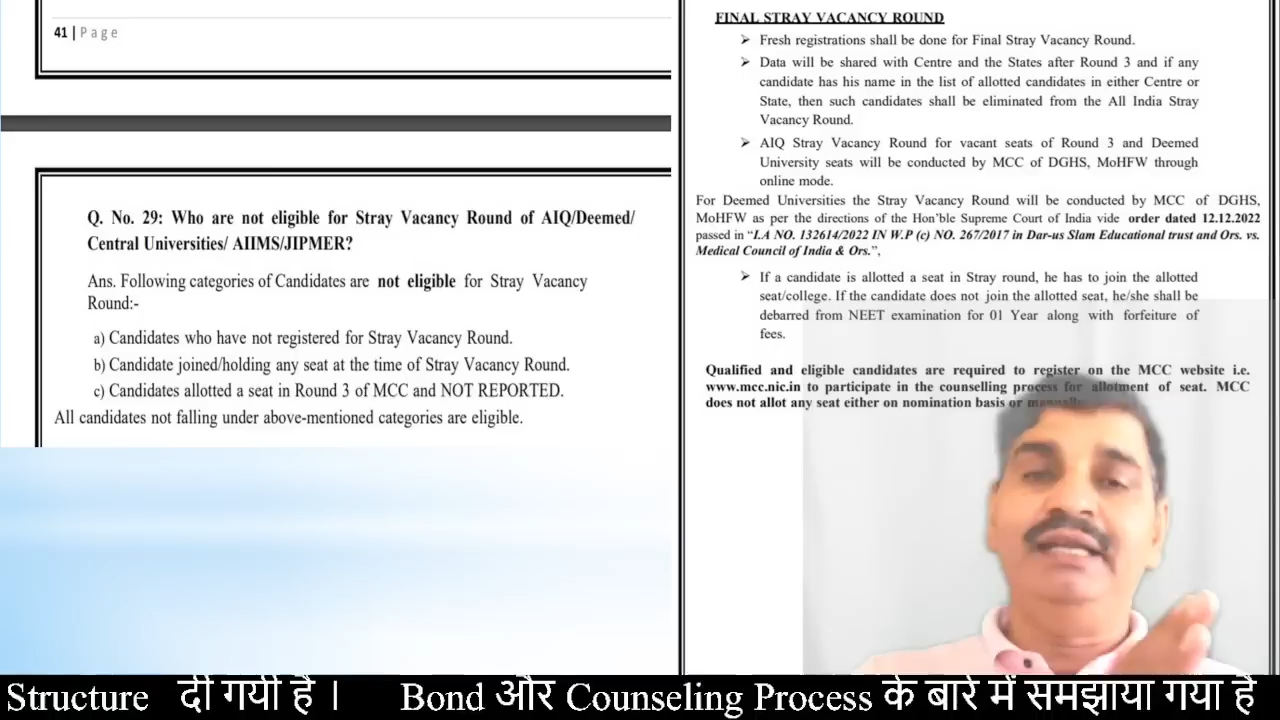 41 | Page
Q. No. 29: Who are not eligible for Stray Vacancy Round of AIQ/Deemed/
Central Universities/ AIIMS/JIPMER?
Ans. Following categories of Candidates are not eligible for Stray Vacancy
Round:-
a) Candidates who have not registered for Stray Vacancy Round.
b) Candidate joined/holding any seat at the time of Stray Vacancy Round.
c) Candidates allotted a seat in Round 3 of MCC and NOT REPORTED.
All candidates not falling under above-mentioned categories are eligible.
FINAL STRAY VACANCY ROUND
➢ Fresh registrations shall be done for Final Stray Vacancy Round.
➢ Data will be shared with Centre and the States after Round 3 and if any
candidate has his name in the list of allotted candidates in either Centre or
State, then such candidates shall be eliminated from the All India Stray
Vacancy Round.
➢ AIQ Stray Vacancy Round for vacant seats of Round 3 and Deemed
University seats will be conducted by MCC of DGHS, MoHFW through
online mode.
For Deemed Universities the Stray Vacancy Round will be conducted by MCC of DGHS,
MoHFW as per the directions of the Hon'ble Supreme Court of India vide order dated 12.12.2022
passed in “I.A NO. 132614/2022 IN W.P (c) NO. 267/2017 in Dar-us Slam Educational trust and Ors. vs.
Medical Council of India & Ors.”,
➢ If a candidate is allotted a seat in Stray round, he has to join the allotted
seat/college. If the candidate does not join the allotted seat, he/she shall be
debarred from NEET examination for 01 Year along with forfeiture of
fees.
Qualified and eligible candidates are required to register on the MCC website i.e.
www.mcc.nic.in to participate in the counselling process for allotment of seat. MCC
does not allot any seat either on nomination basis or manually
Structure दी गयी है । Bond और Counseling Process के बारे में समझाया गया है